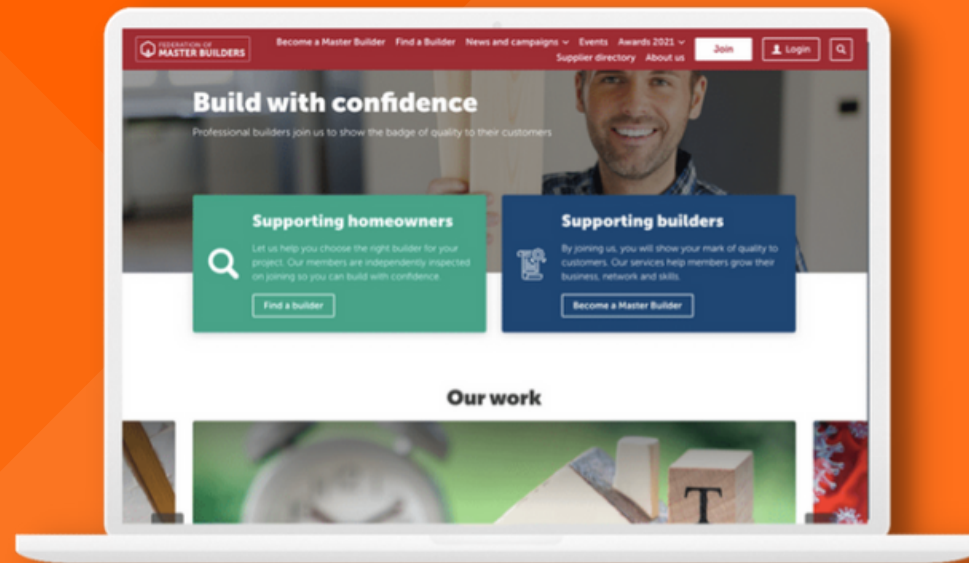 FEDERATION OF
MASTER BUILDERS
Become a Master Builder Find a Builder News and campaigns Events Awards 2021
Supplier directory About us
Join
Login
Build with confidence
Professional builders join us to show the badge of quality to their customers
Supporting homeowners
Let us help you choose the right builder for your
project. Our members are independently inspected
on joining so you can build with confidence.
Find a builder
Supporting builders
By joining us, you will show your mark of quality to
customers. Our services help members grow their
business, network and skills.
Become a Master Builder
Our work
T